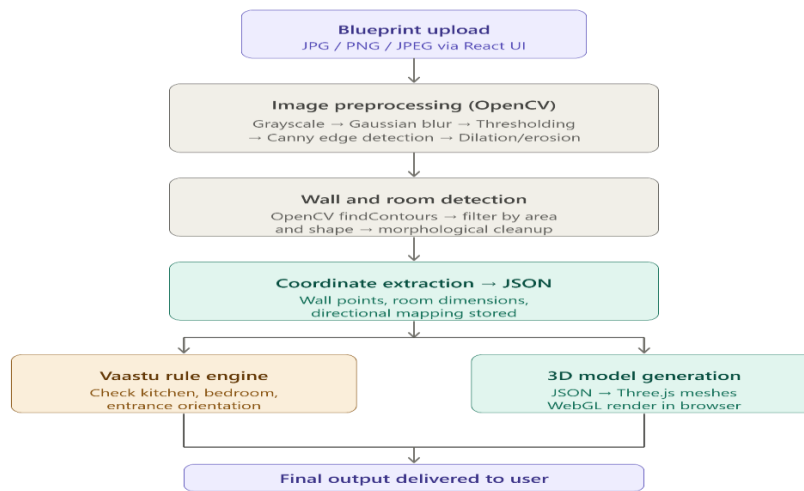 Blueprint upload
JPG / PNG / JPEG via React UI
Image preprocessing (OpenCV)
Grayscale → Gaussian blur → Thresholding
→ Canny edge detection → Dilation/erosion
Wall and room detection
OpenCV findContours → filter by area
and shape → morphological cleanup
Coordinate extraction → JSON
Wall points, room dimensions,
directional mapping stored
Vaastu rule engine
Check kitchen, bedroom,
entrance orientation
3D model generation
JSON → Three.js meshes
WebGL render in browser
Final output delivered to user